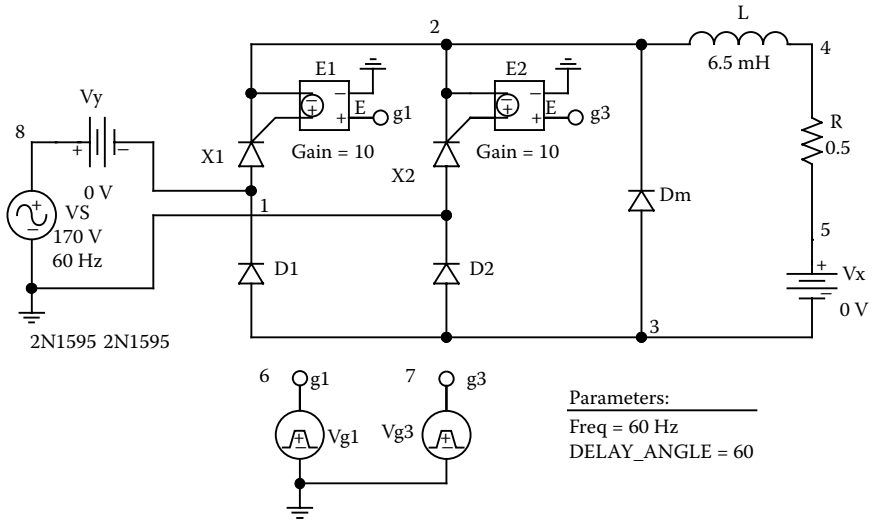 2
L
6.5 mH
4
E1
E
g1
Gain = 10
E2
E
g3
Gain = 10
Vy
8
+
−
0 V
X1
X2
R
0.5
1
VS
170 V
60 Hz
Dm
5
D1
D2
+
−
Vx
0 V
3
2N1595 2N1595
6
g1
7
g3
Vg1
Vg3
Parameters:
Freq = 60 Hz
DELAY_ANGLE = 60